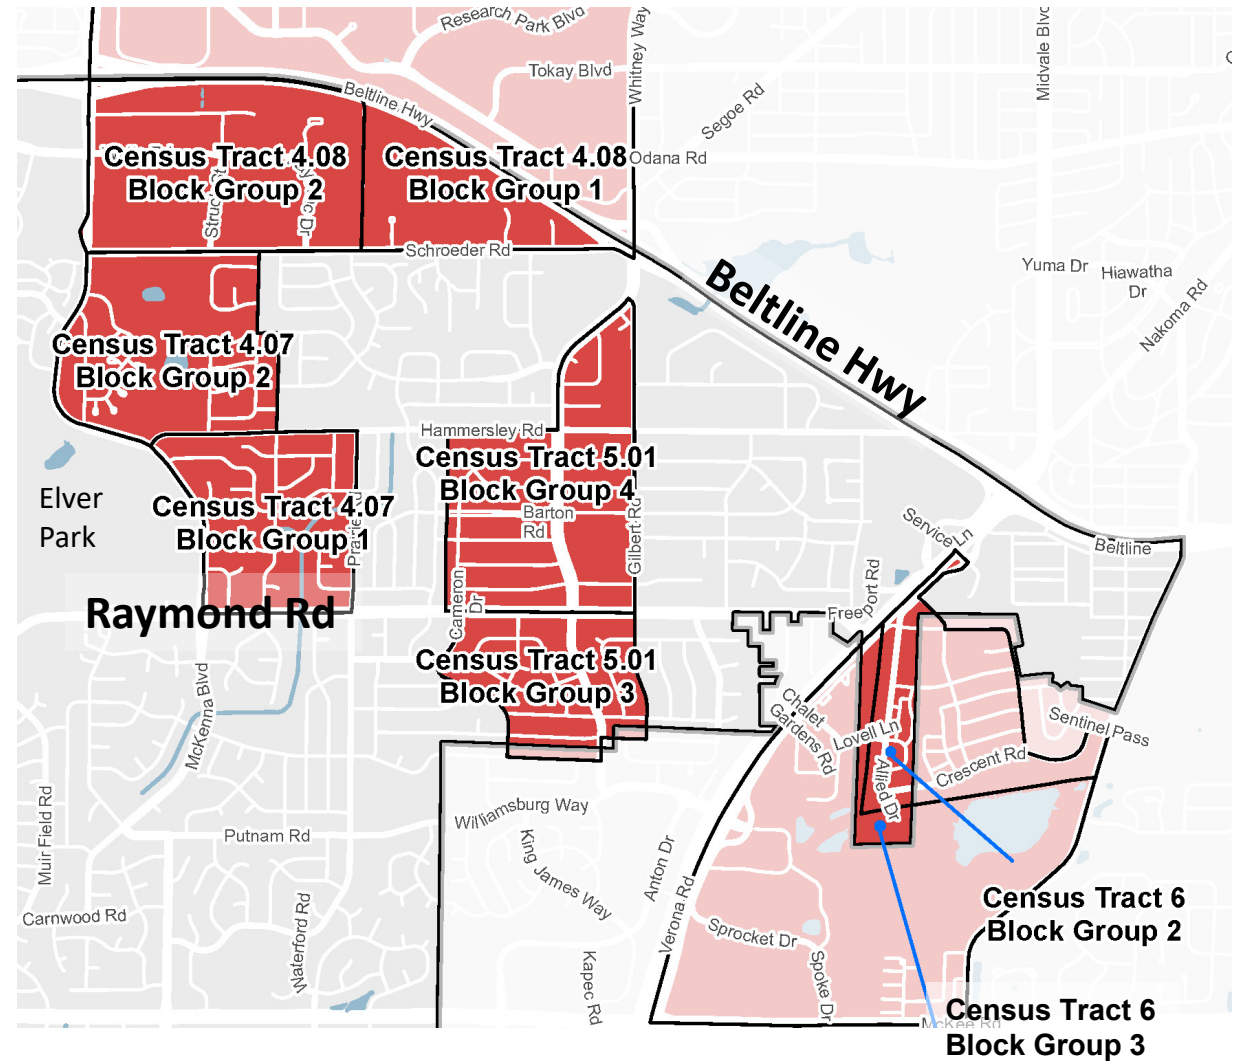 Research Park Blvd
Whitney Way
Midvale Blvd
Tokay Blvd
Beltline Hwy
Segoe Rd
Odana Rd
Census Tract 4.08
Block Group 2
Census Tract 4.08
Block Group 1
Struck St
Dr
Schroeder Rd
Yuma Dr
Hiawatha
Dr
Nakoma Rd
Beltline Hwy
Census Tract 4.07
Block Group 2
Hammersley Rd
Census Tract 5.01
Block Group 4
Elver
Park
Census Tract 4.07
Block Group 1
Prairie Rd
Barton
Rd
Gilbert Rd
Service Ln
Beltline
Raymond Rd
Cameron
Dr
Freeport Rd
Census Tract 5.01
Block Group 3
McKenna Blvd
Chalet
Gardens Rd
Lovell Ln
Sentinel Pass
Crescent Rd
Allied Dr
Muir Field Rd
Putnam Rd
Williamsburg Way
King James Way
Anton Dr
Verona Rd
Census Tract 6
Block Group 2
Carnwood Rd
Waterford Rd
Sprocket Dr
Spoke Dr
Kapec Rd
McKee Rd
Census Tract 6
Block Group 3